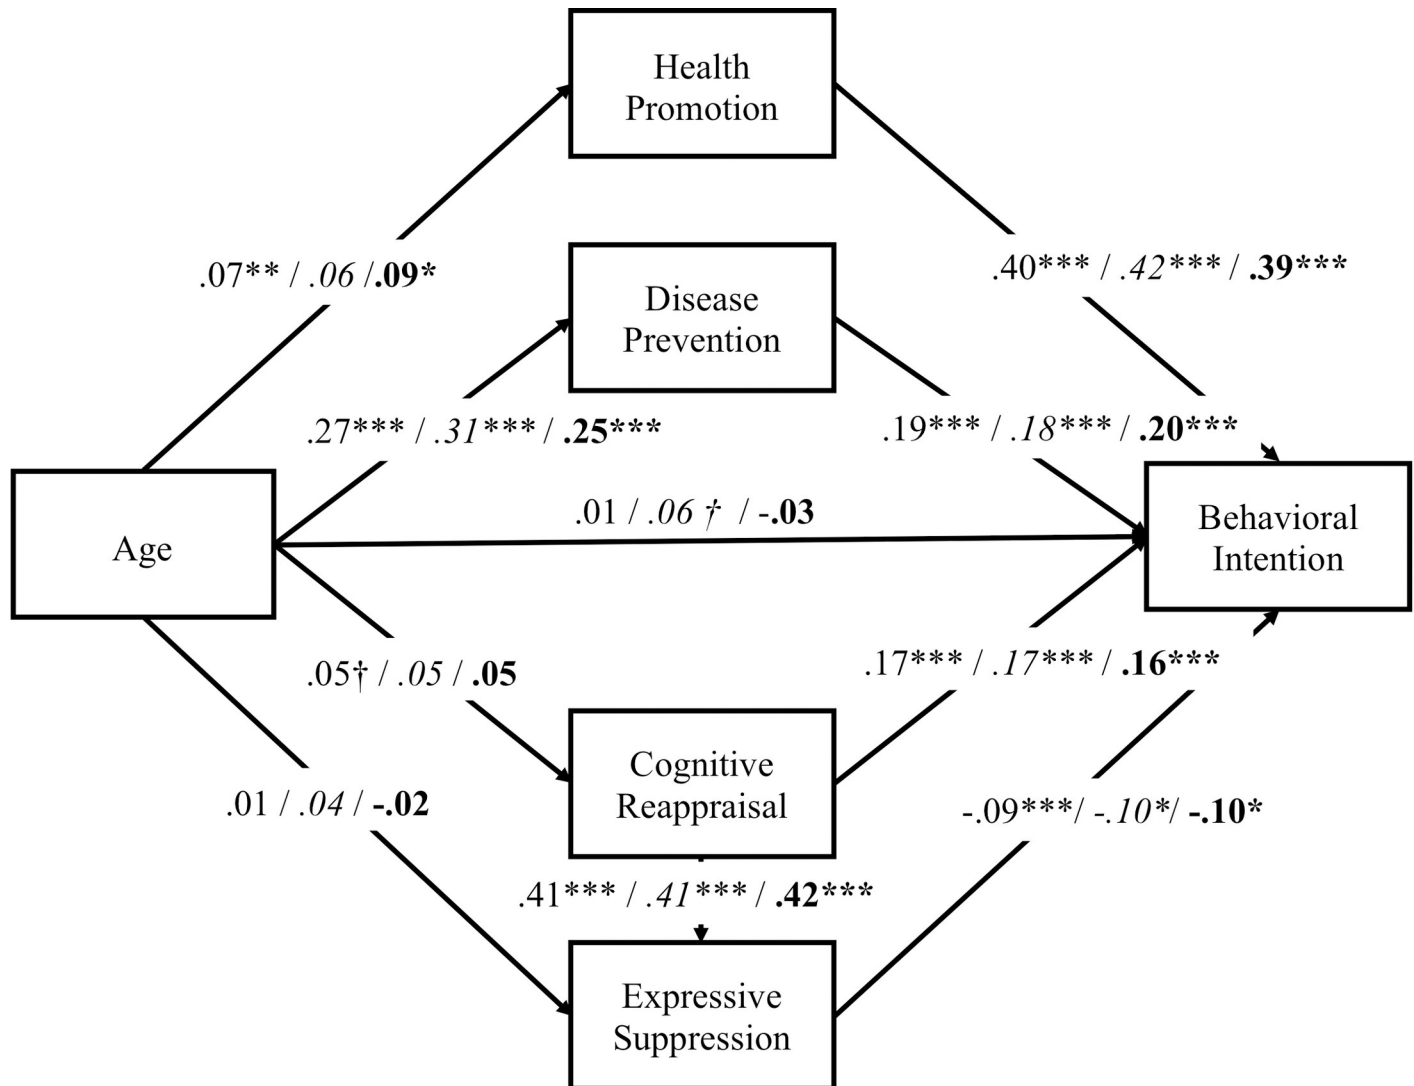 Health
Promotion
.07** / .06 /.09*
.40*** / .42*** / .39***
Disease
Prevention
.27*** / .31*** / .25***
.19*** / .18*** / .20***
.01 / .06 † / -.03
Age
Behavioral
Intention
.05† / .05 / .05
.17*** / .17*** / .16***
Cognitive
Reappraisal
.01 / .04 / -.02
-.09***/ -.10*/ -.10*
.41*** / .41*** / .42***
Expressive
Suppression